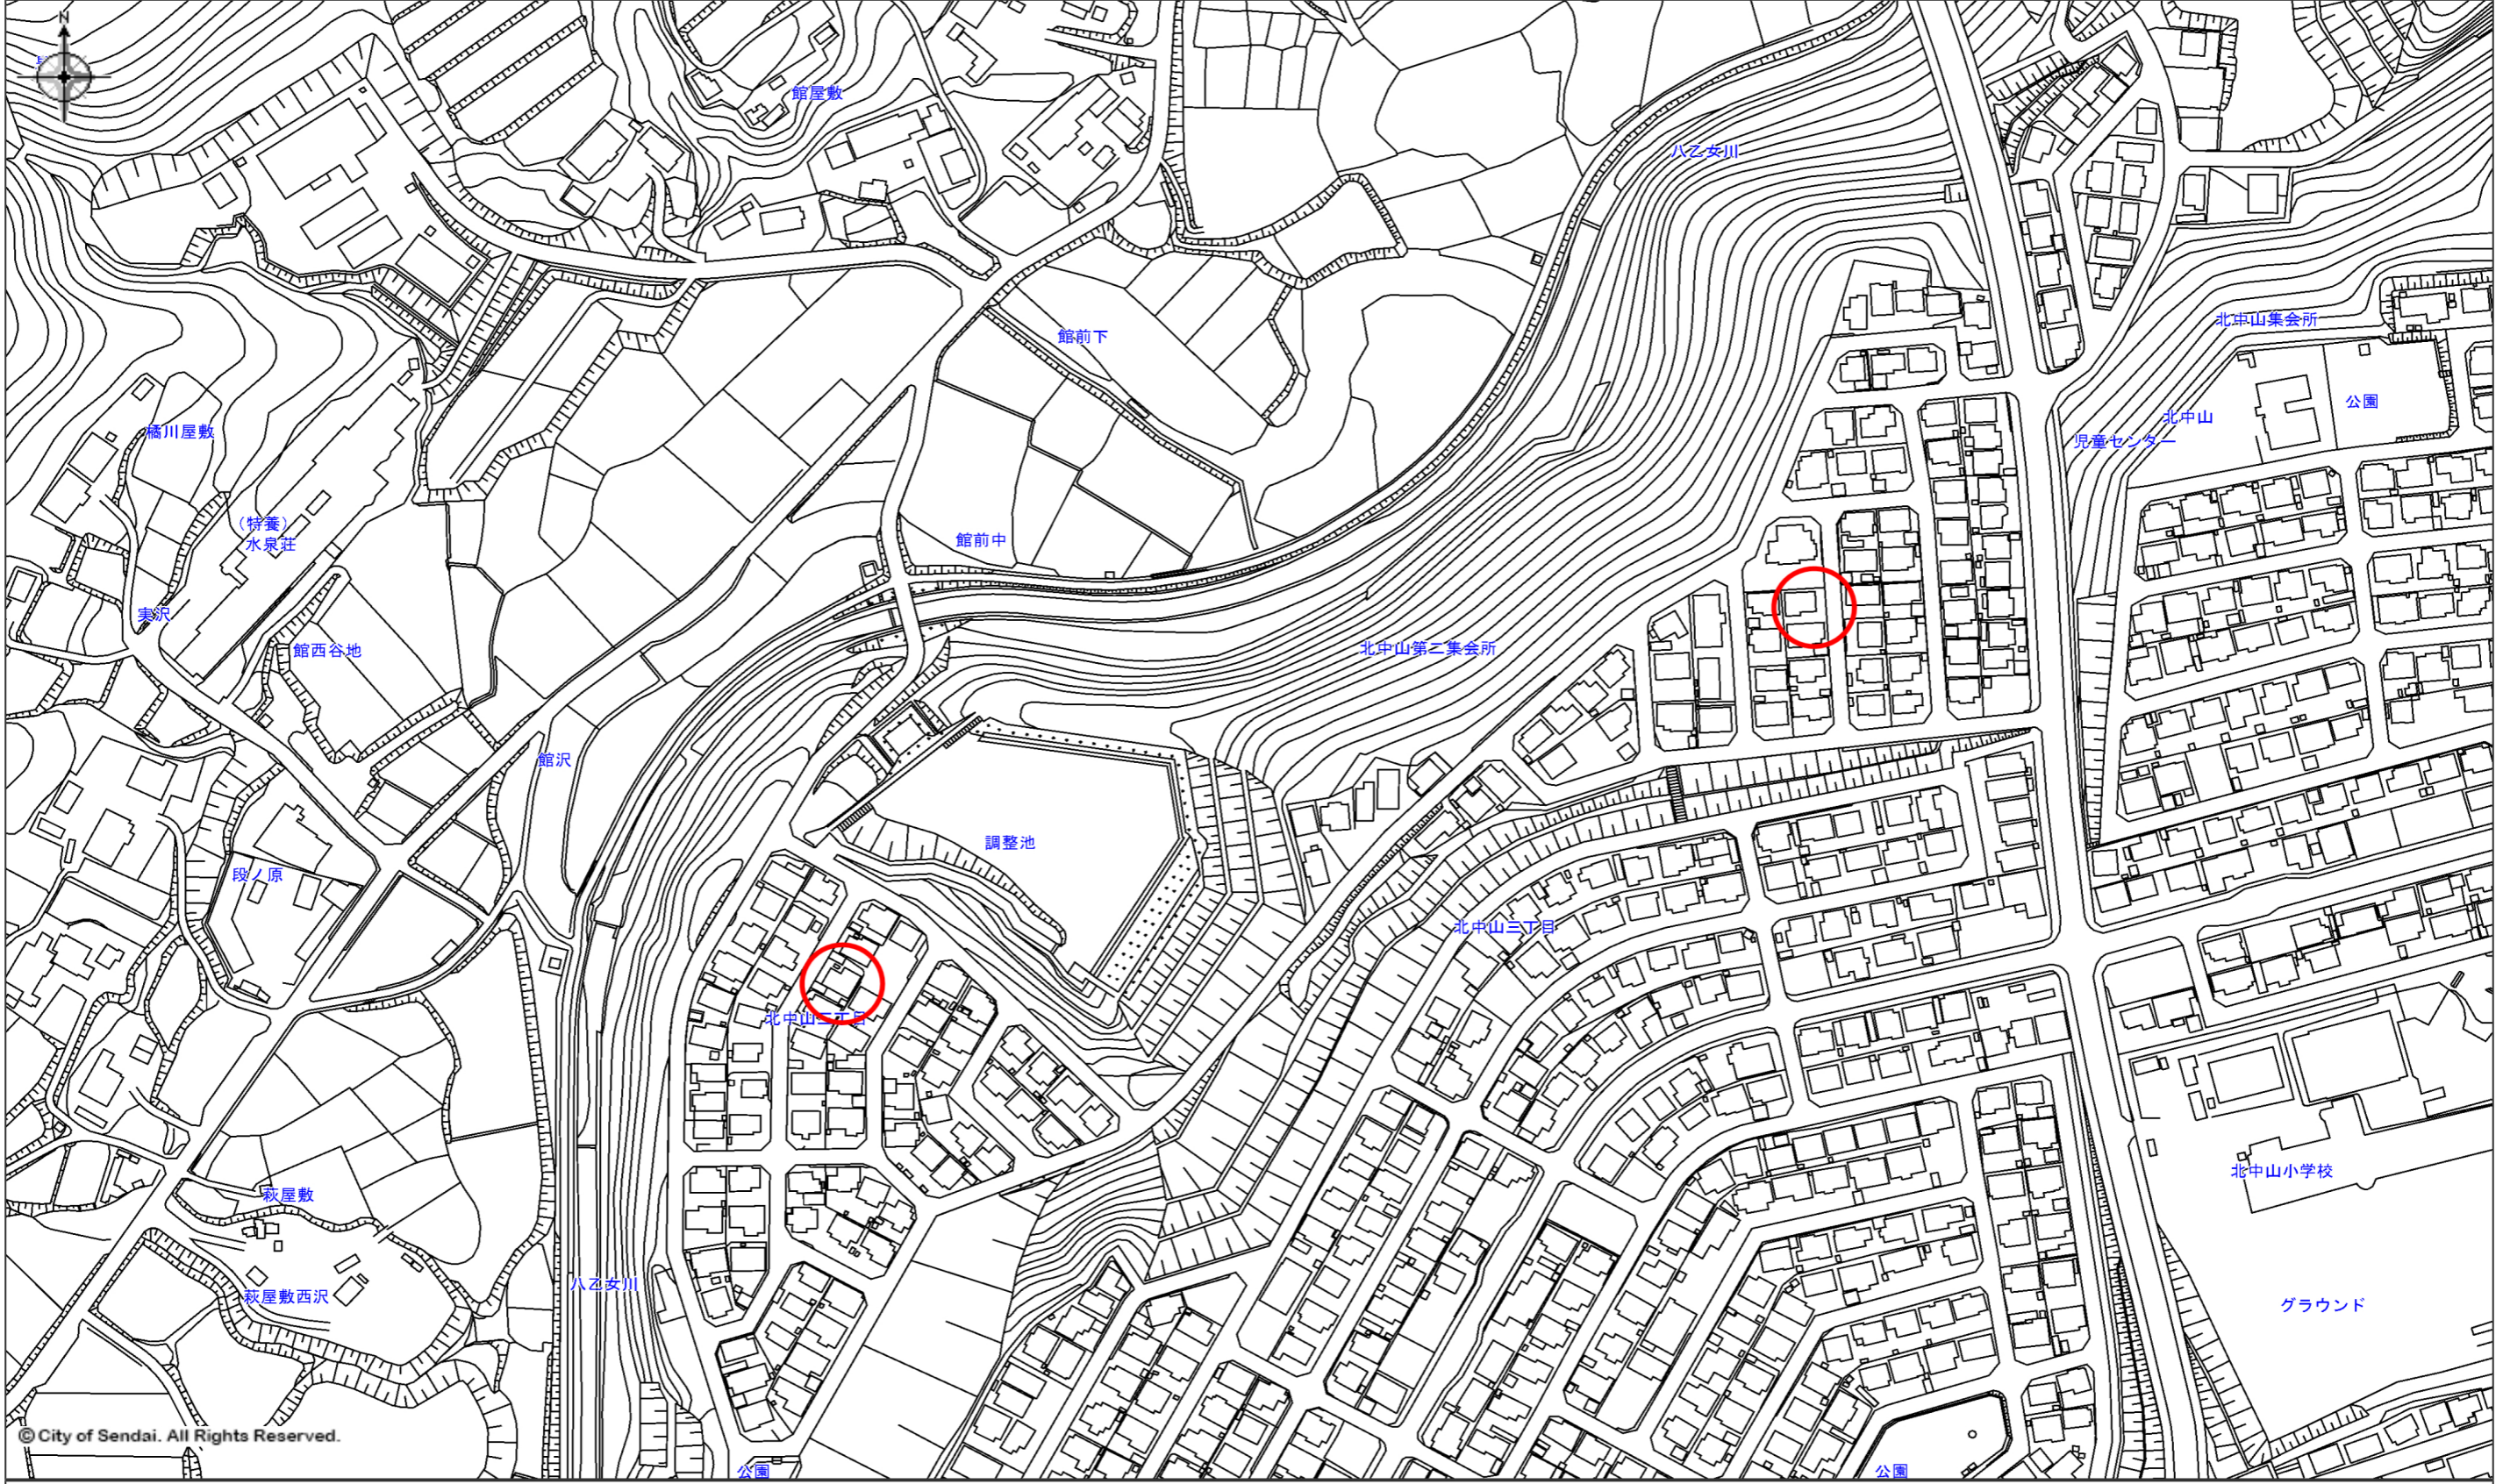 N
館屋敷
八乙女川
北中山集会所
館前下
公園
北中山
橘川屋敷
児童センター
(特養)
水泉荘
館前中
実沢
館西谷地
北中山第二集会所
館沢
調整池
段ノ原
北中山三丁目
北中山三丁目
北中山小学校
萩屋敷
八乙女川
萩屋敷西沢
グラウンド
© City of Sendai. All Rights Reserved.
公園
公園